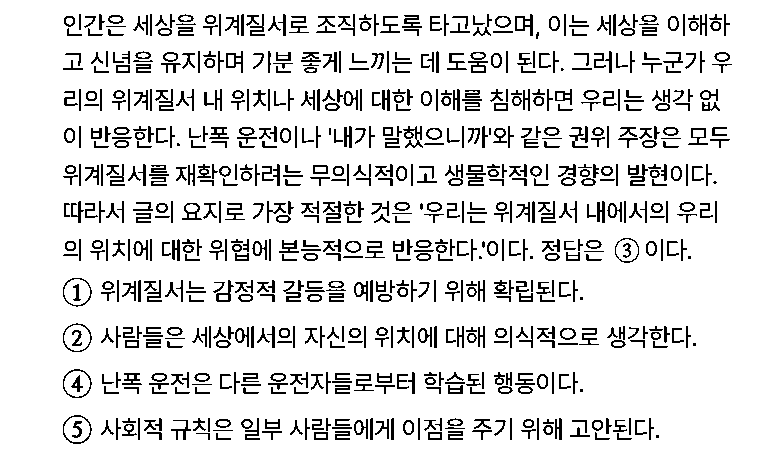 인간은 세상을 위계질서로 조직하도록 타고났으며, 이는 세상을 이해하
고 신념을 유지하며 기분 좋게 느끼는 데 도움이 된다. 그러나 누군가 우
리의 위계질서 내 위치나 세상에 대한 이해를 침해하면 우리는 생각 없
이 반응한다. 난폭 운전이나 '내가 말했으니까'와 같은 권위 주장은 모두
위계질서를 재확인하려는 무의식적이고 생물학적인 경향의 발현이다.
따라서 글의 요지로 가장 적절한 것은 '우리는 위계질서 내에서의 우리
의 위치에 대한 위협에 본능적으로 반응한다.'이다. 정답은 ③이다.
① 위계질서는 감정적 갈등을 예방하기 위해 확립된다.
② 사람들은 세상에서의 자신의 위치에 대해 의식적으로 생각한다.
④ 난폭 운전은 다른 운전자들로부터 학습된 행동이다.
⑤ 사회적 규칙은 일부 사람들에게 이점을 주기 위해 고안된다.